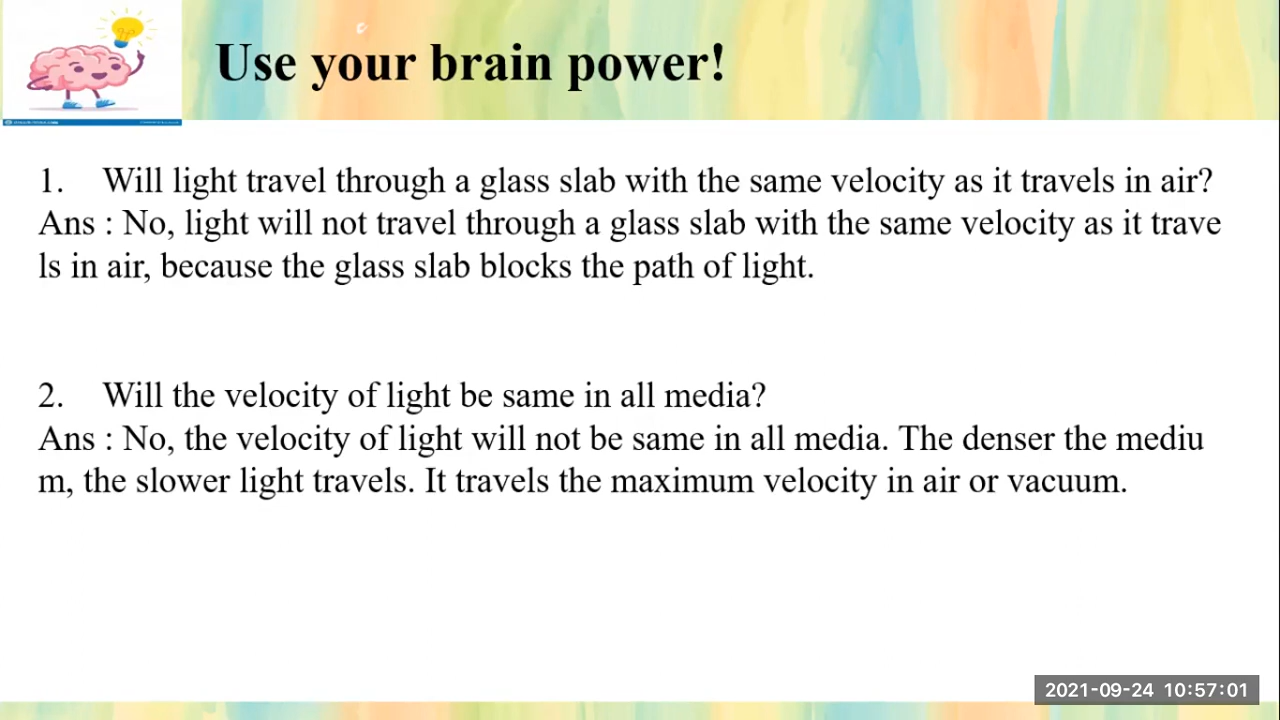 Use your brain power!
1. Will light travel through a glass slab with the same velocity as it travels in air?
Ans : No, light will not travel through a glass slab with the same velocity as it trave
ls in air, because the glass slab blocks the path of light.
2. Will the velocity of light be same in all media?
Ans : No, the velocity of light will not be same in all media. The denser the mediu
m, the slower light travels. It travels the maximum velocity in air or vacuum.
2021-09-24 10:57:01